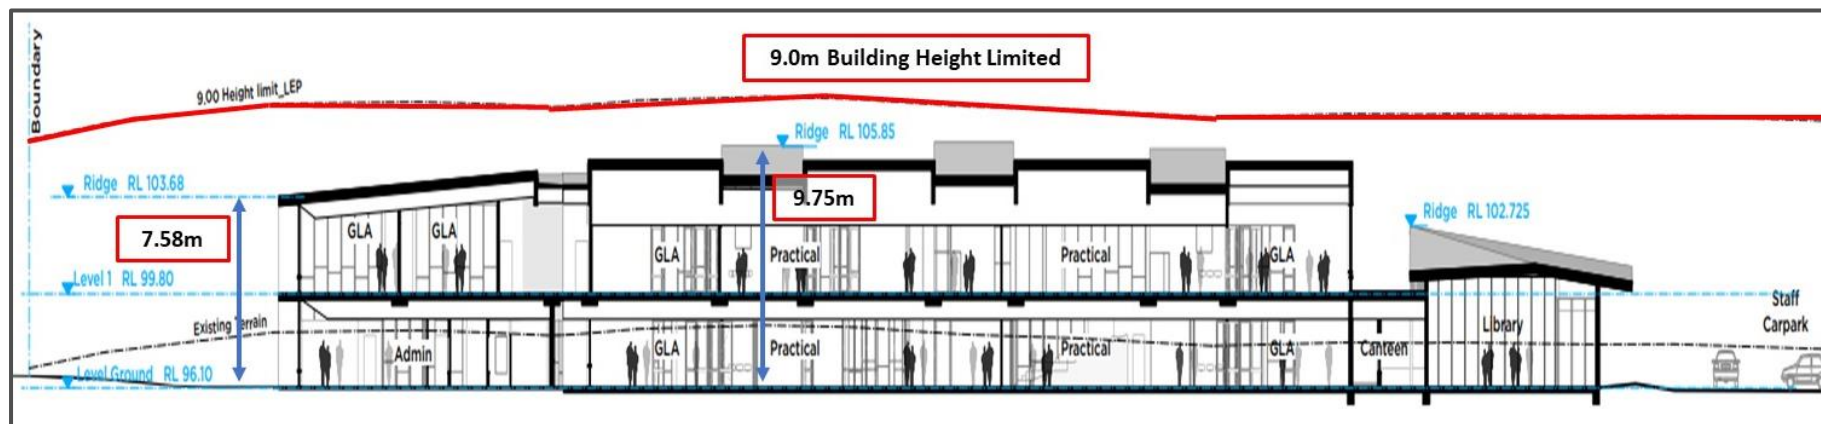 Boundary
9.0m Building Height Limited
9.00 Height limit_LEP
Ridge RL 105.85
Ridge RL 103.68
9.75m
Ridge RL 102.725
7.58m
GLA
GLA
GLA
Practical
Practical
GLA
Level 1 RL 99.80
Staff
Carpark
Existing Terrain
Library
Admin
GLA
Practical
Practical
GLA
Canteen
Level Ground RL 96.10